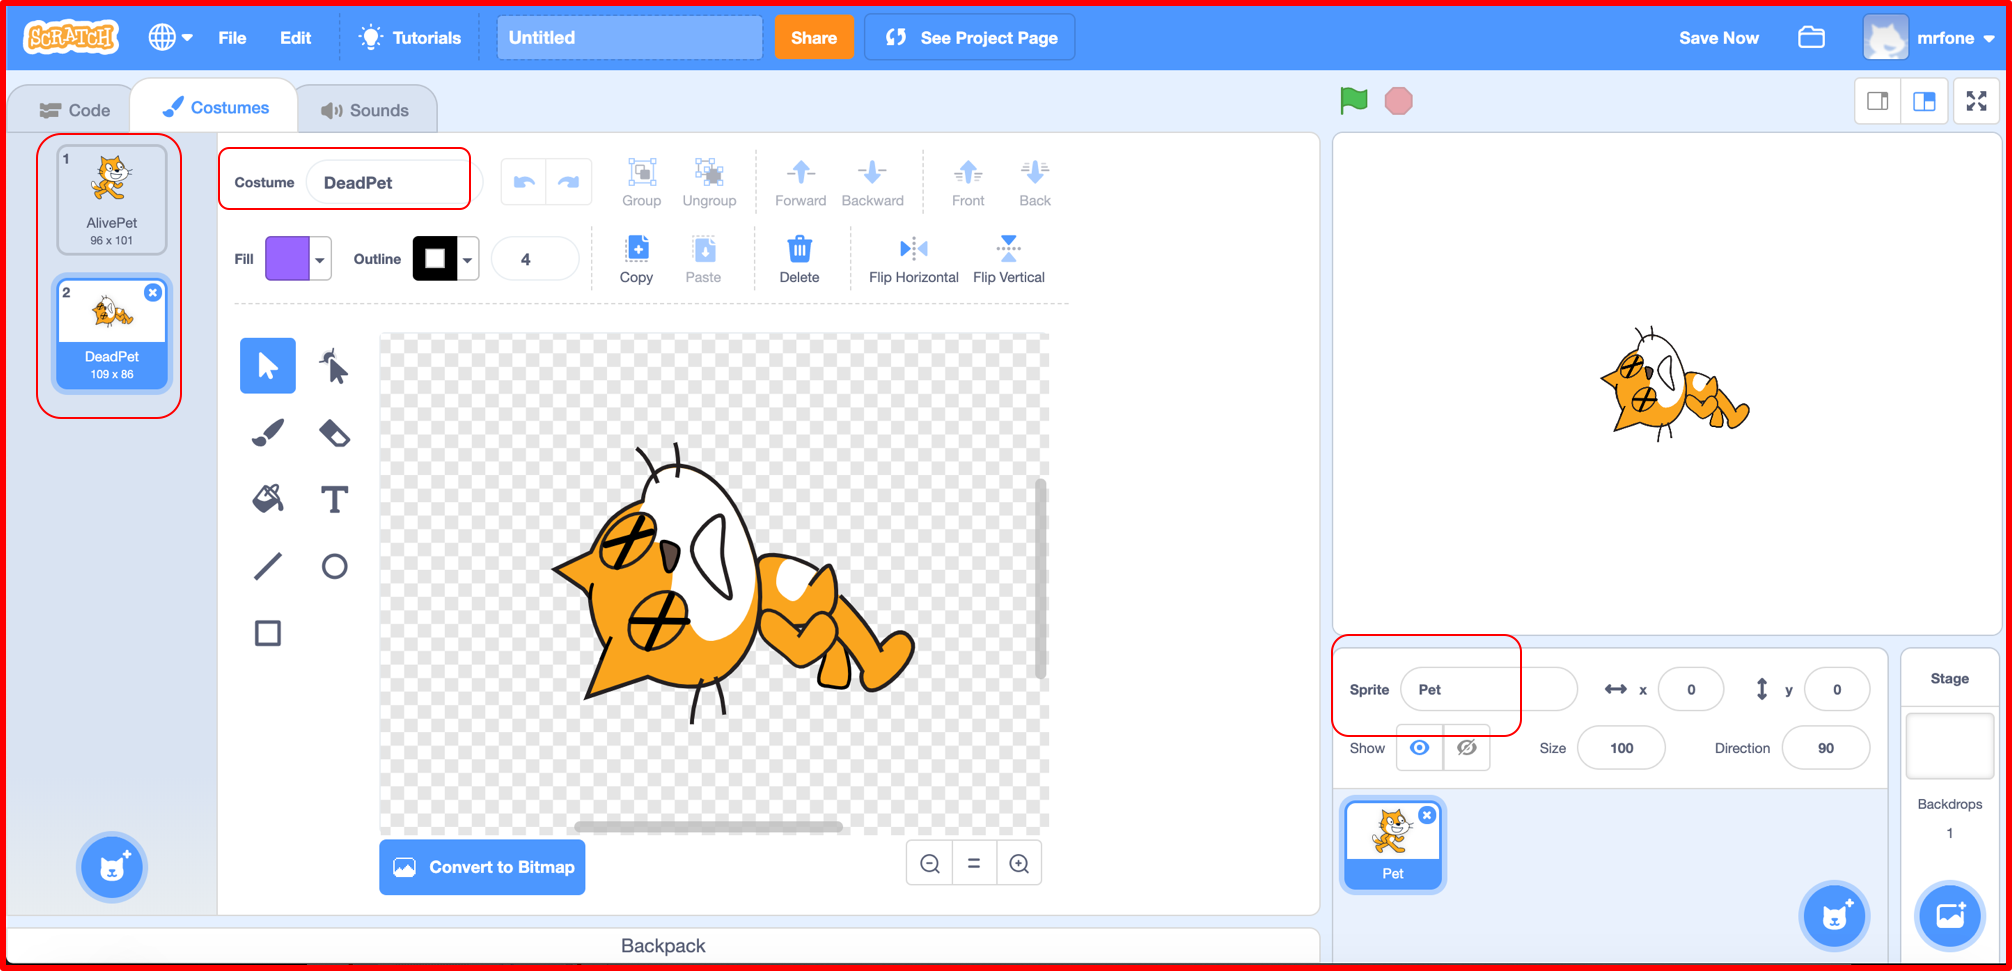 SCRATCH File Edit Tutorials Untitled Share See Project Page Save Now mrfone
Code Costumes Sounds
1
AlivePet
96 x 101
2
DeadPet
109 x 86
Costume DeadPet
Group Ungroup Forward Backward Front Back
Fill Outline 4
Copy Paste Delete Flip Horizontal Flip Vertical
T
Convert to Bitmap
=
Backpack
Sprite Pet x 0 y 0
Show Size 100 Direction 90
Pet
Stage
Backdrops
1